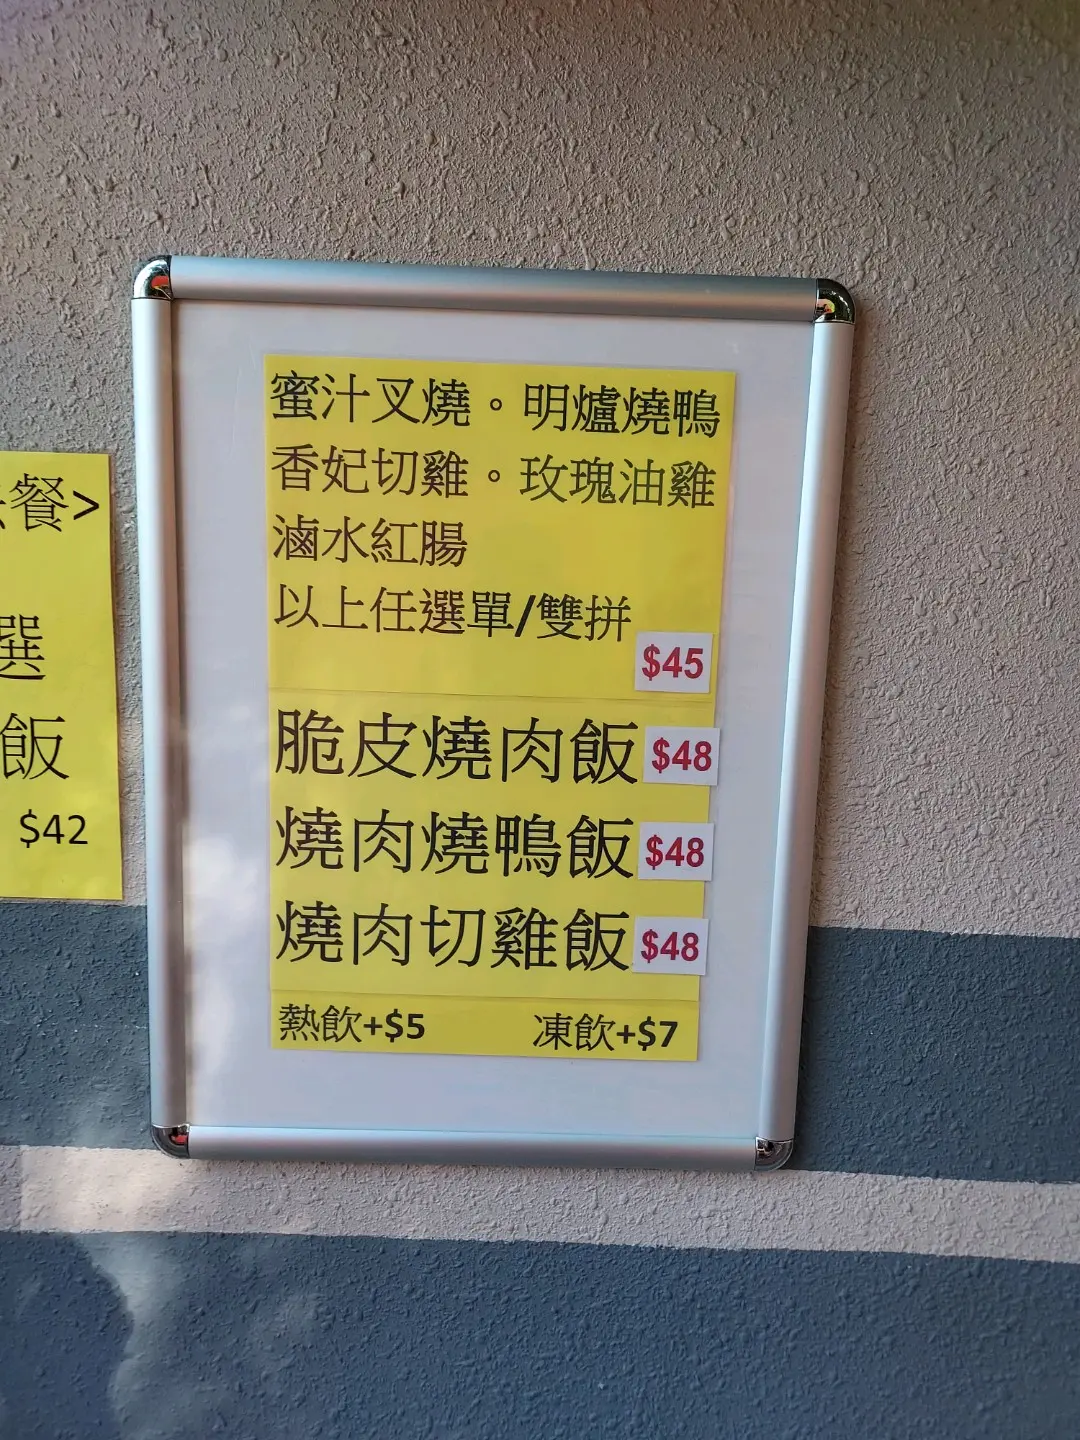 餐>
選
飯
$42
蜜汁叉燒。明爐燒鴨
香妃切雞。玫瑰油雞
滷水紅腸
以上任選單/雙拼
$45
脆皮燒肉飯 $48
燒肉燒鴨飯 $48
燒肉切雞飯 $48
熱飲+$5 凍飲+$7